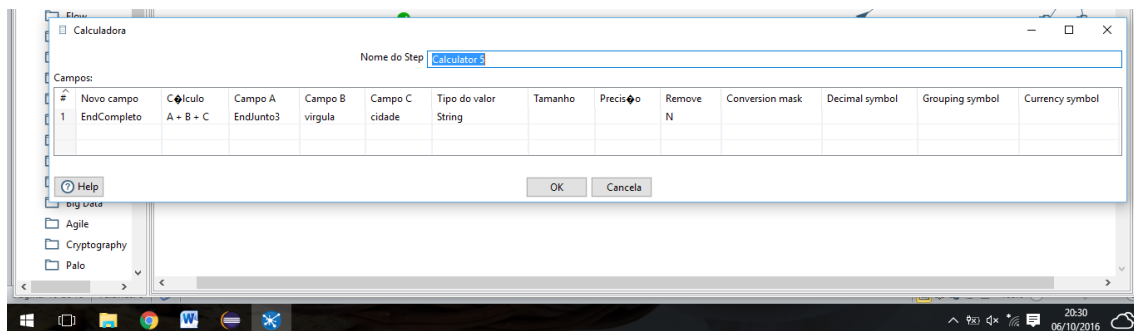 Flow
Calculadora
Nome do Step Calculator 5
Campos:
# Novo campo C�lculo Campo A Campo B Campo C Tipo do valor Tamanho Precis�o Remove Conversion mask Decimal symbol Grouping symbol Currency symbol
1 EndCompleto A + B + C EndJunto3 virgula cidade String N
Help OK Cancela
Big Data
Agile
Cryptography
Palo
20:30
06/10/2016